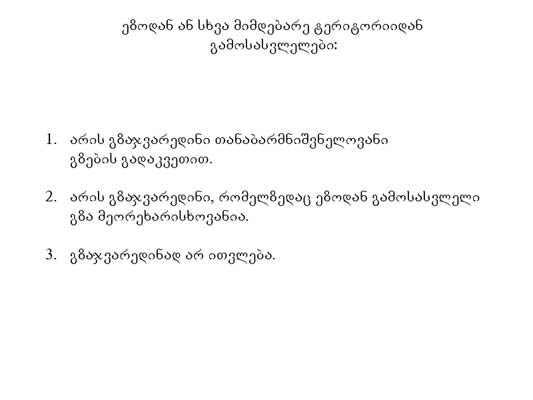 ეზოდან ან სხვა მიმდებარე ტერიტორიიდან
გამოსასვლელები:
1. არის გზაჯვარედინი თანაბარმნიშვნელოვანი
გზების გადაკვეთით.
2. არის გზაჯვარედინი, რომელზედაც ეზოდან გამოსასვლელი
გზა მეორეხარისხოვანია.
3. გზაჯვარედინად არ ითვლება.